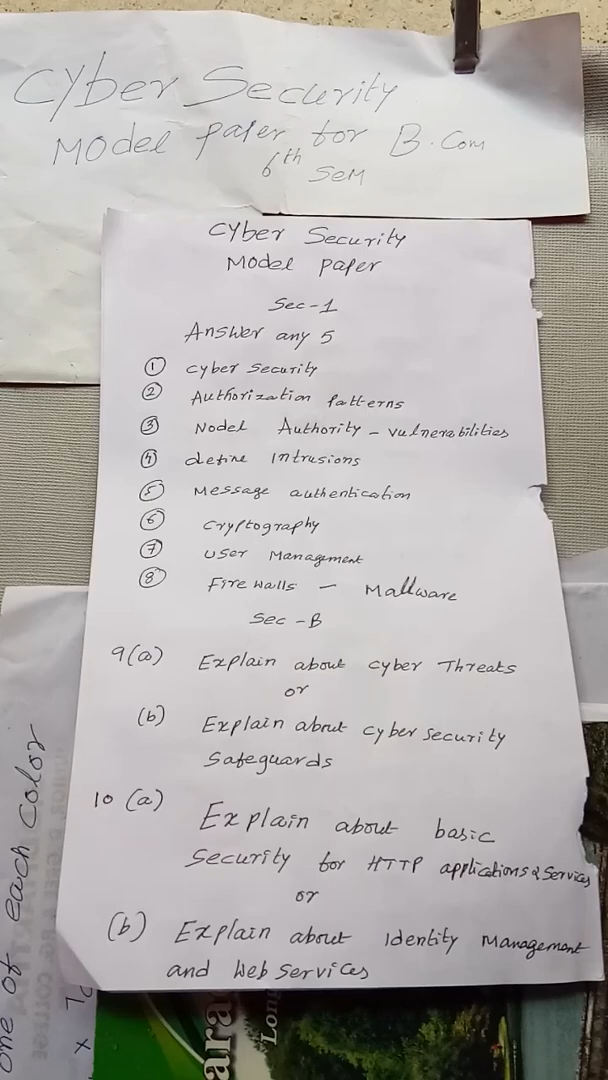 Cyber Security
Model paper for B.Com
6th Sem
Cyber Security
Model paper
Sec-1
Answer any 5
1 Cyber Security
2 Authorization patterns
3 Nodel Authority - vulnerabilities
4 define Intrusions
5 Message authentication
6 Cryptography
7 User Management
8 Fire walls - Mallware
Sec -B
9(a) Explain about cyber Threats
or
(b) Explain about cyber security
Safeguards
10 (a) Explain about basic
Security for HTTP applications & Services
or
(b) Explain about Identity Management
and Web Services
one of each color
COLLEGE
ara
Lon